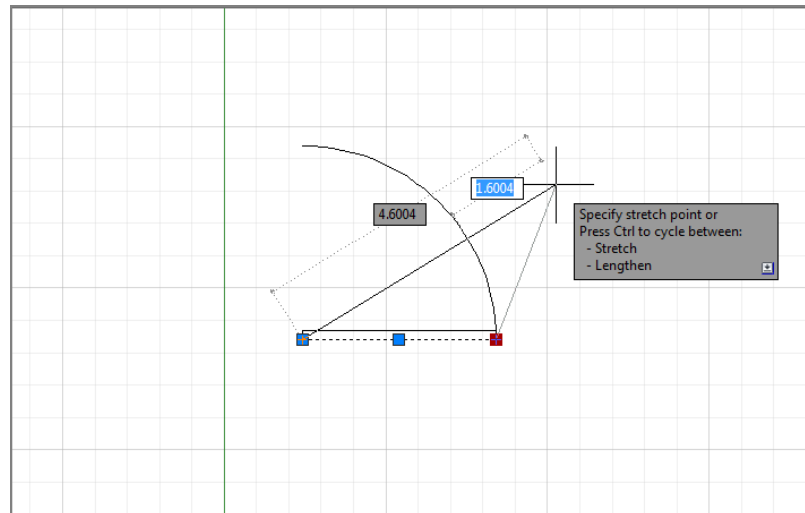 4.6004
1.6004
Specify stretch point or
Press Ctrl to cycle between:
- Stretch
- Lengthen